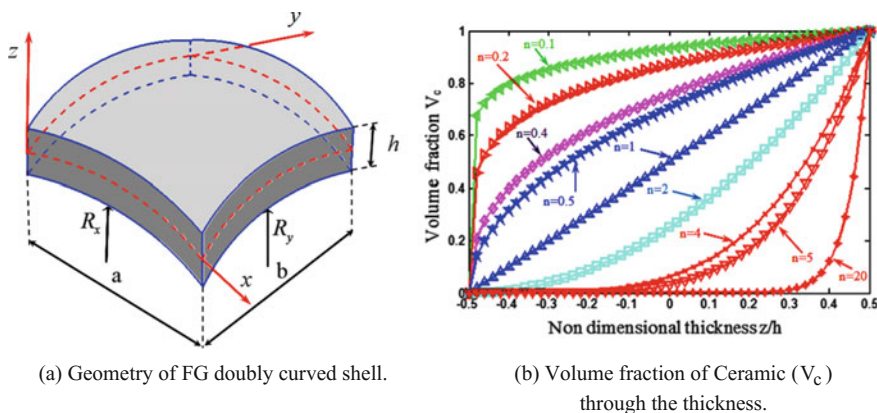 z
y
h
R_x
R_y
a
x
b
(a) Geometry of FG doubly curved shell.
Volume fraction V_c
1
0.8
0.6
0.4
0.2
0
n=0.1
n=0.2
n=0.4
n=1
n=0.5
n=2
n=4
n=5
n=20
-0.5 -0.4 -0.3 -0.2 -0.1 0 0.1 0.2 0.3 0.4 0.5
Non dimensional thickness z/h
(b) Volume fraction of Ceramic (V_c)
through the thickness.